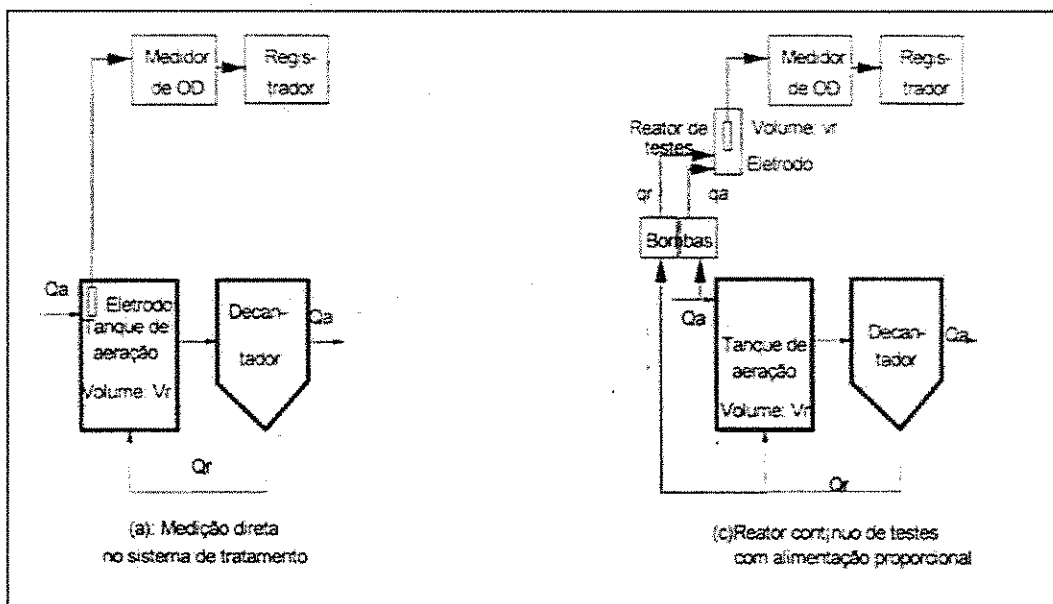 Medidor
de OD
Regis-
trador
Qa
Eletrodo
Tanque de
aeração
Volume: Vr
Decan-
tador
Qa
Qr
(a): Medição direta
no sistema de tratamento
Medidor
de OD
Regis-
trador
Reator de
testes
Volume: vr
Eletrodo
qr
qa
Bombas
Qa
Tanque de
aeração
Volume: Vr
Decan-
tador
Qa
Qr
(c)Reator contínuo de testes
com alimentação proporcional